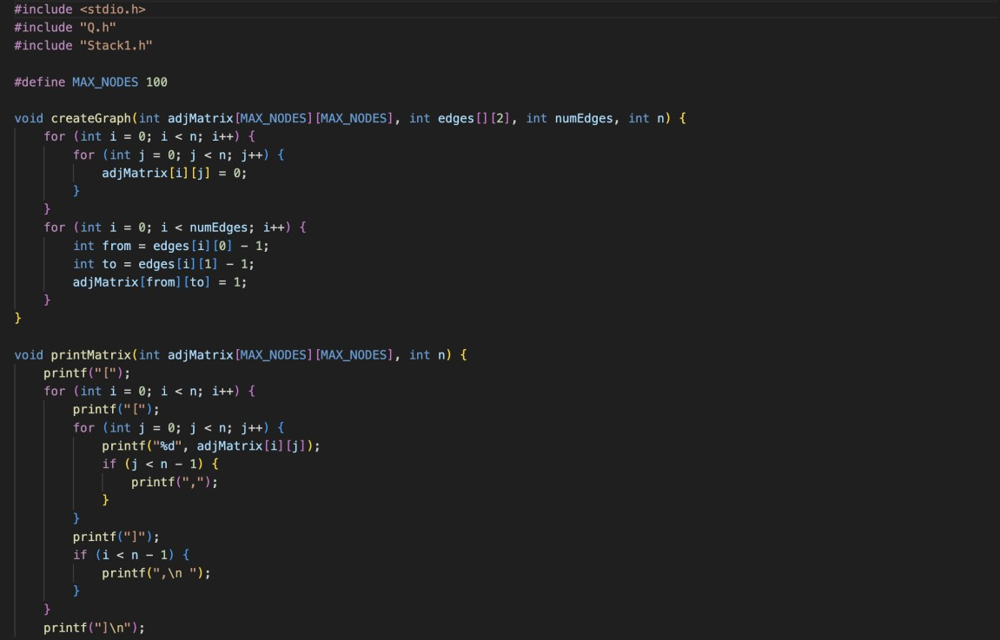 #include <stdio.h>
#include "Q.h"
#include "Stack1.h"

#define MAX_NODES 100

void createGraph(int adjMatrix[MAX_NODES][MAX_NODES], int edges[][2], int numEdges, int n) {
    for (int i = 0; i < n; i++) {
        for (int j = 0; j < n; j++) {
            adjMatrix[i][j] = 0;
        }
    }
    for (int i = 0; i < numEdges; i++) {
        int from = edges[i][0] - 1;
        int to = edges[i][1] - 1;
        adjMatrix[from][to] = 1;
    }
}

void printMatrix(int adjMatrix[MAX_NODES][MAX_NODES], int n) {
    printf("[");
    for (int i = 0; i < n; i++) {
        printf("[");
        for (int j = 0; j < n; j++) {
            printf("%d", adjMatrix[i][j]);
            if (j < n - 1) {
                printf(",");
            }
        }
        printf("]");
        if (i < n - 1) {
            printf(",\n ");
        }
    }
    printf("]\n");